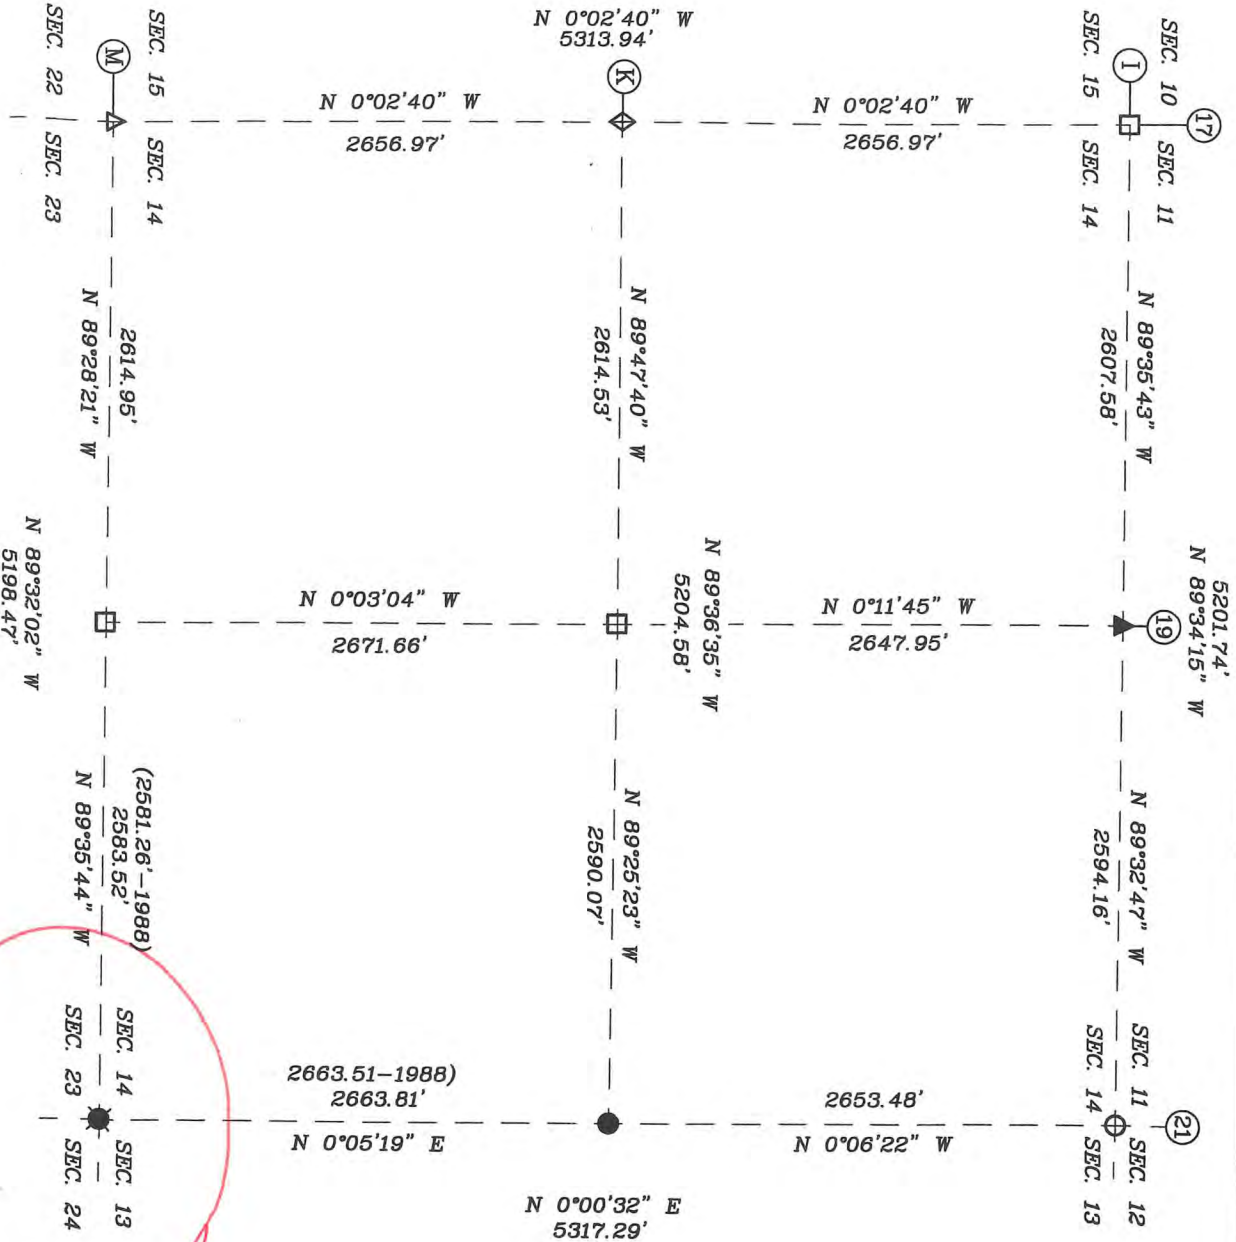 N 0°02'40" W
5313.94'
SEC. 22
SEC. 15
M
SEC. 23
SEC. 14
N 0°02'40" W
2656.97'
K
N 0°02'40" W
2656.97'
SEC. 10
SEC. 15
I
17
SEC. 11
SEC. 14
2614.95'
N 89°28'21" W
N 89°47'40" W
2614.53'
N 89°35'43" W
2607.58'
N 89°32'02" W
5198.47'
N 0°03'04" W
2671.66'
N 89°36'35" W
5204.58'
N 0°11'45" W
2647.95'
19
5201.74'
N 89°34'15" W
(2581.26'-1988)
2583.52'
N 89°35'44" W
N 89°25'23" W
2590.07'
N 89°32'47" W
2594.16'
SEC. 14
SEC. 23
SEC. 13
SEC. 24
2663.51-1988)
2663.81'
N 0°05'19" E
2653.48'
N 0°06'22" W
SEC. 11
SEC. 14
21
SEC. 12
SEC. 13
N 0°00'32" E
5317.29'